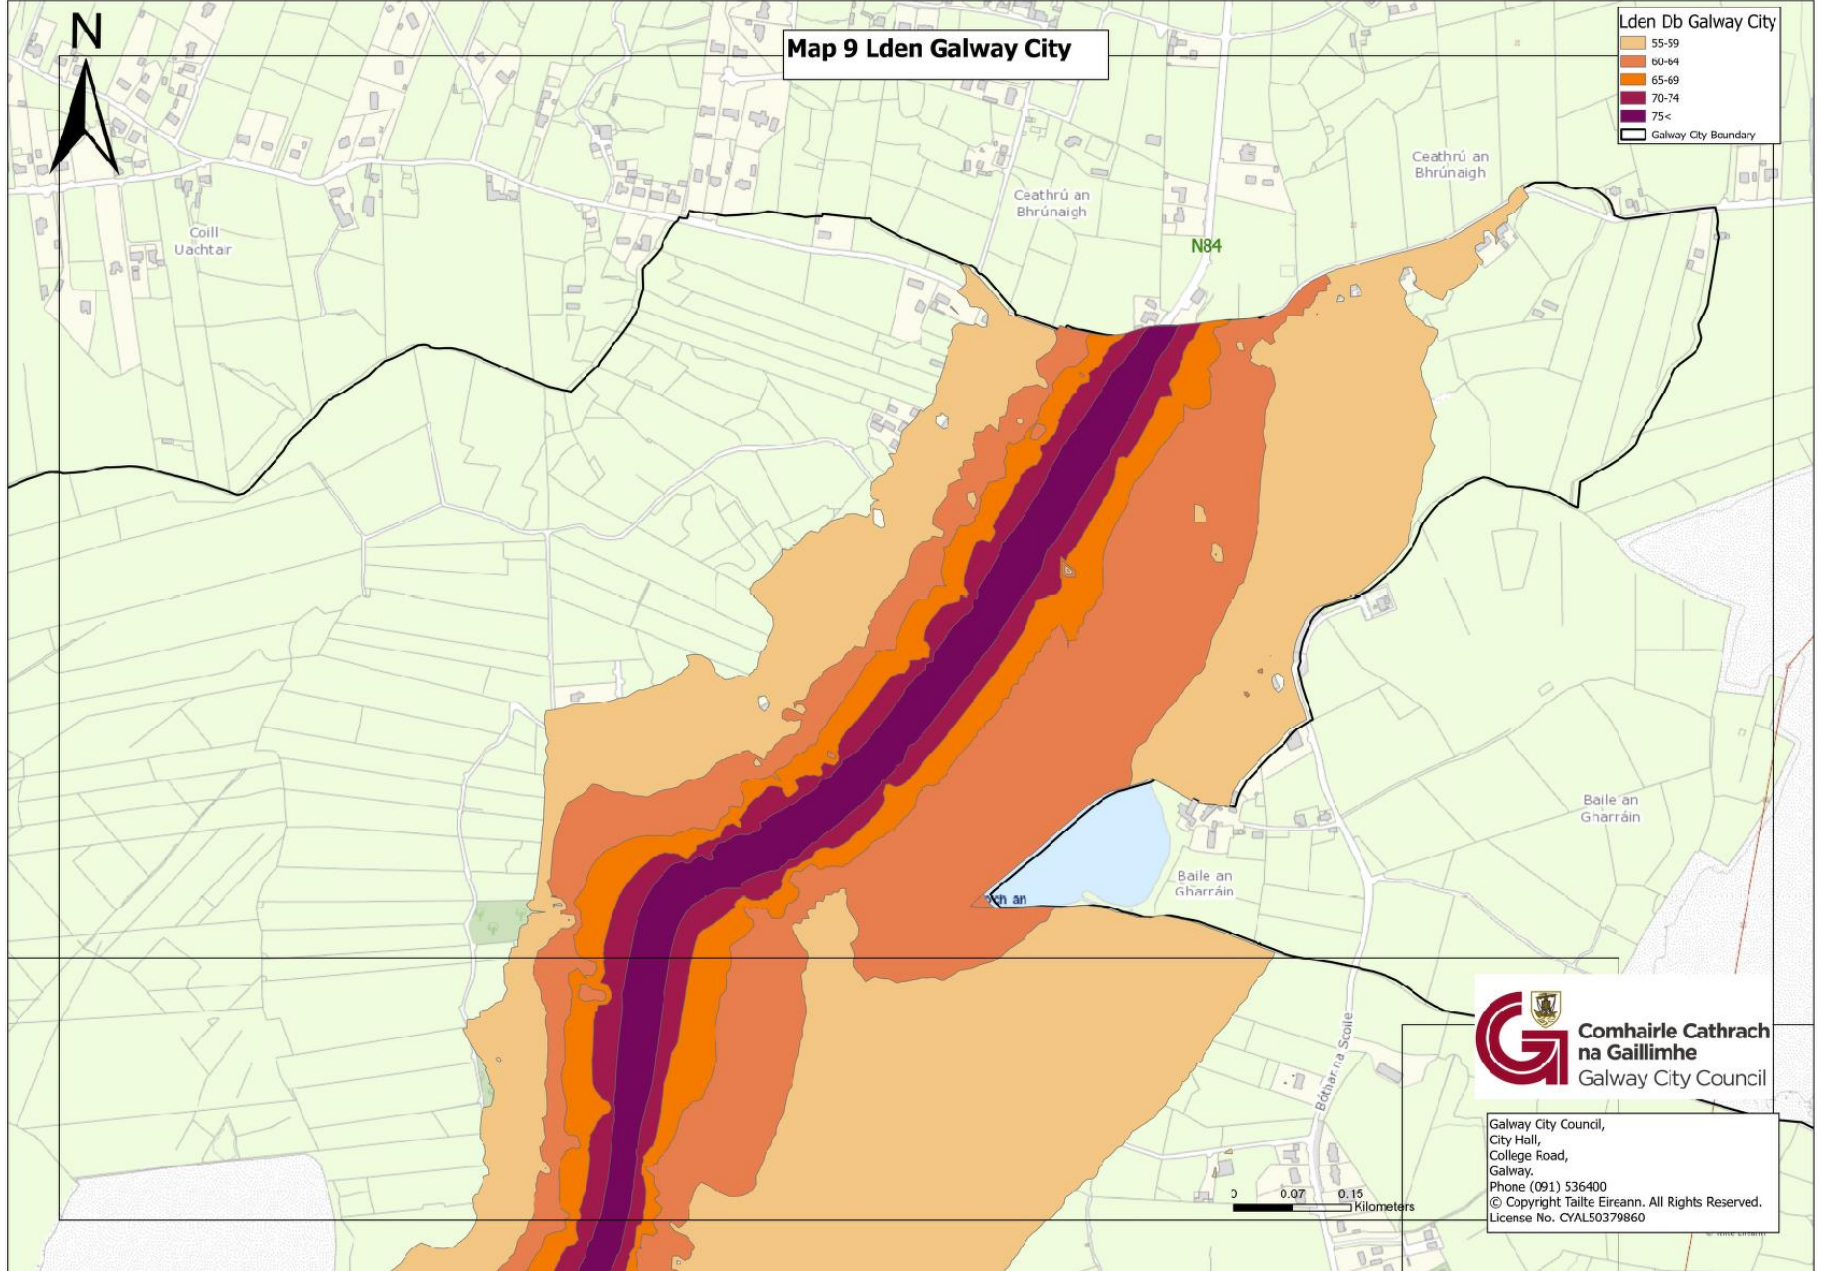 N
Map 9 Lden Galway City
Lden Db Galway City
55-59
60-64
65-69
70-74
75<
Galway City Boundary
Ceathrú an
Bhrúnaigh
Ceathrú an
Bhrúnaigh
Coill
Uachtair
N84
Baile an
Gharráin
Baile an
Gharráin
ch an
Bóthar na Scoile
Comhairle Cathrach
na Gaillimhe
Galway City Council
Galway City Council,
City Hall,
College Road,
Galway.
Phone (091) 536400
© Copyright Tailte Eireann. All Rights Reserved.
License No. CYAL50379860
0 0.07 0.15
Kilometers